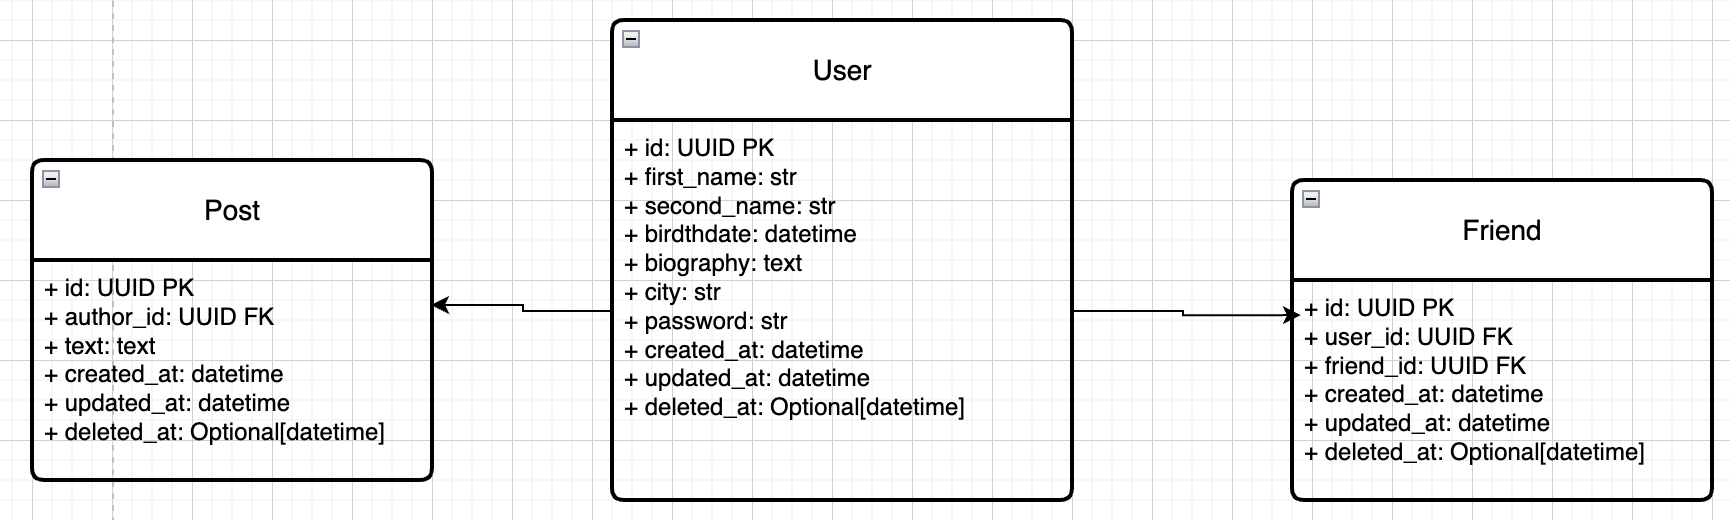 Post
+ id: UUID PK
+ author_id: UUID FK
+ text: text
+ created_at: datetime
+ updated_at: datetime
+ deleted_at: Optional[datetime]
User
+ id: UUID PK
+ first_name: str
+ second_name: str
+ birdthdate: datetime
+ biography: text
+ city: str
+ password: str
+ created_at: datetime
+ updated_at: datetime
+ deleted_at: Optional[datetime]
Friend
+ id: UUID PK
+ user_id: UUID FK
+ friend_id: UUID FK
+ created_at: datetime
+ updated_at: datetime
+ deleted_at: Optional[datetime]